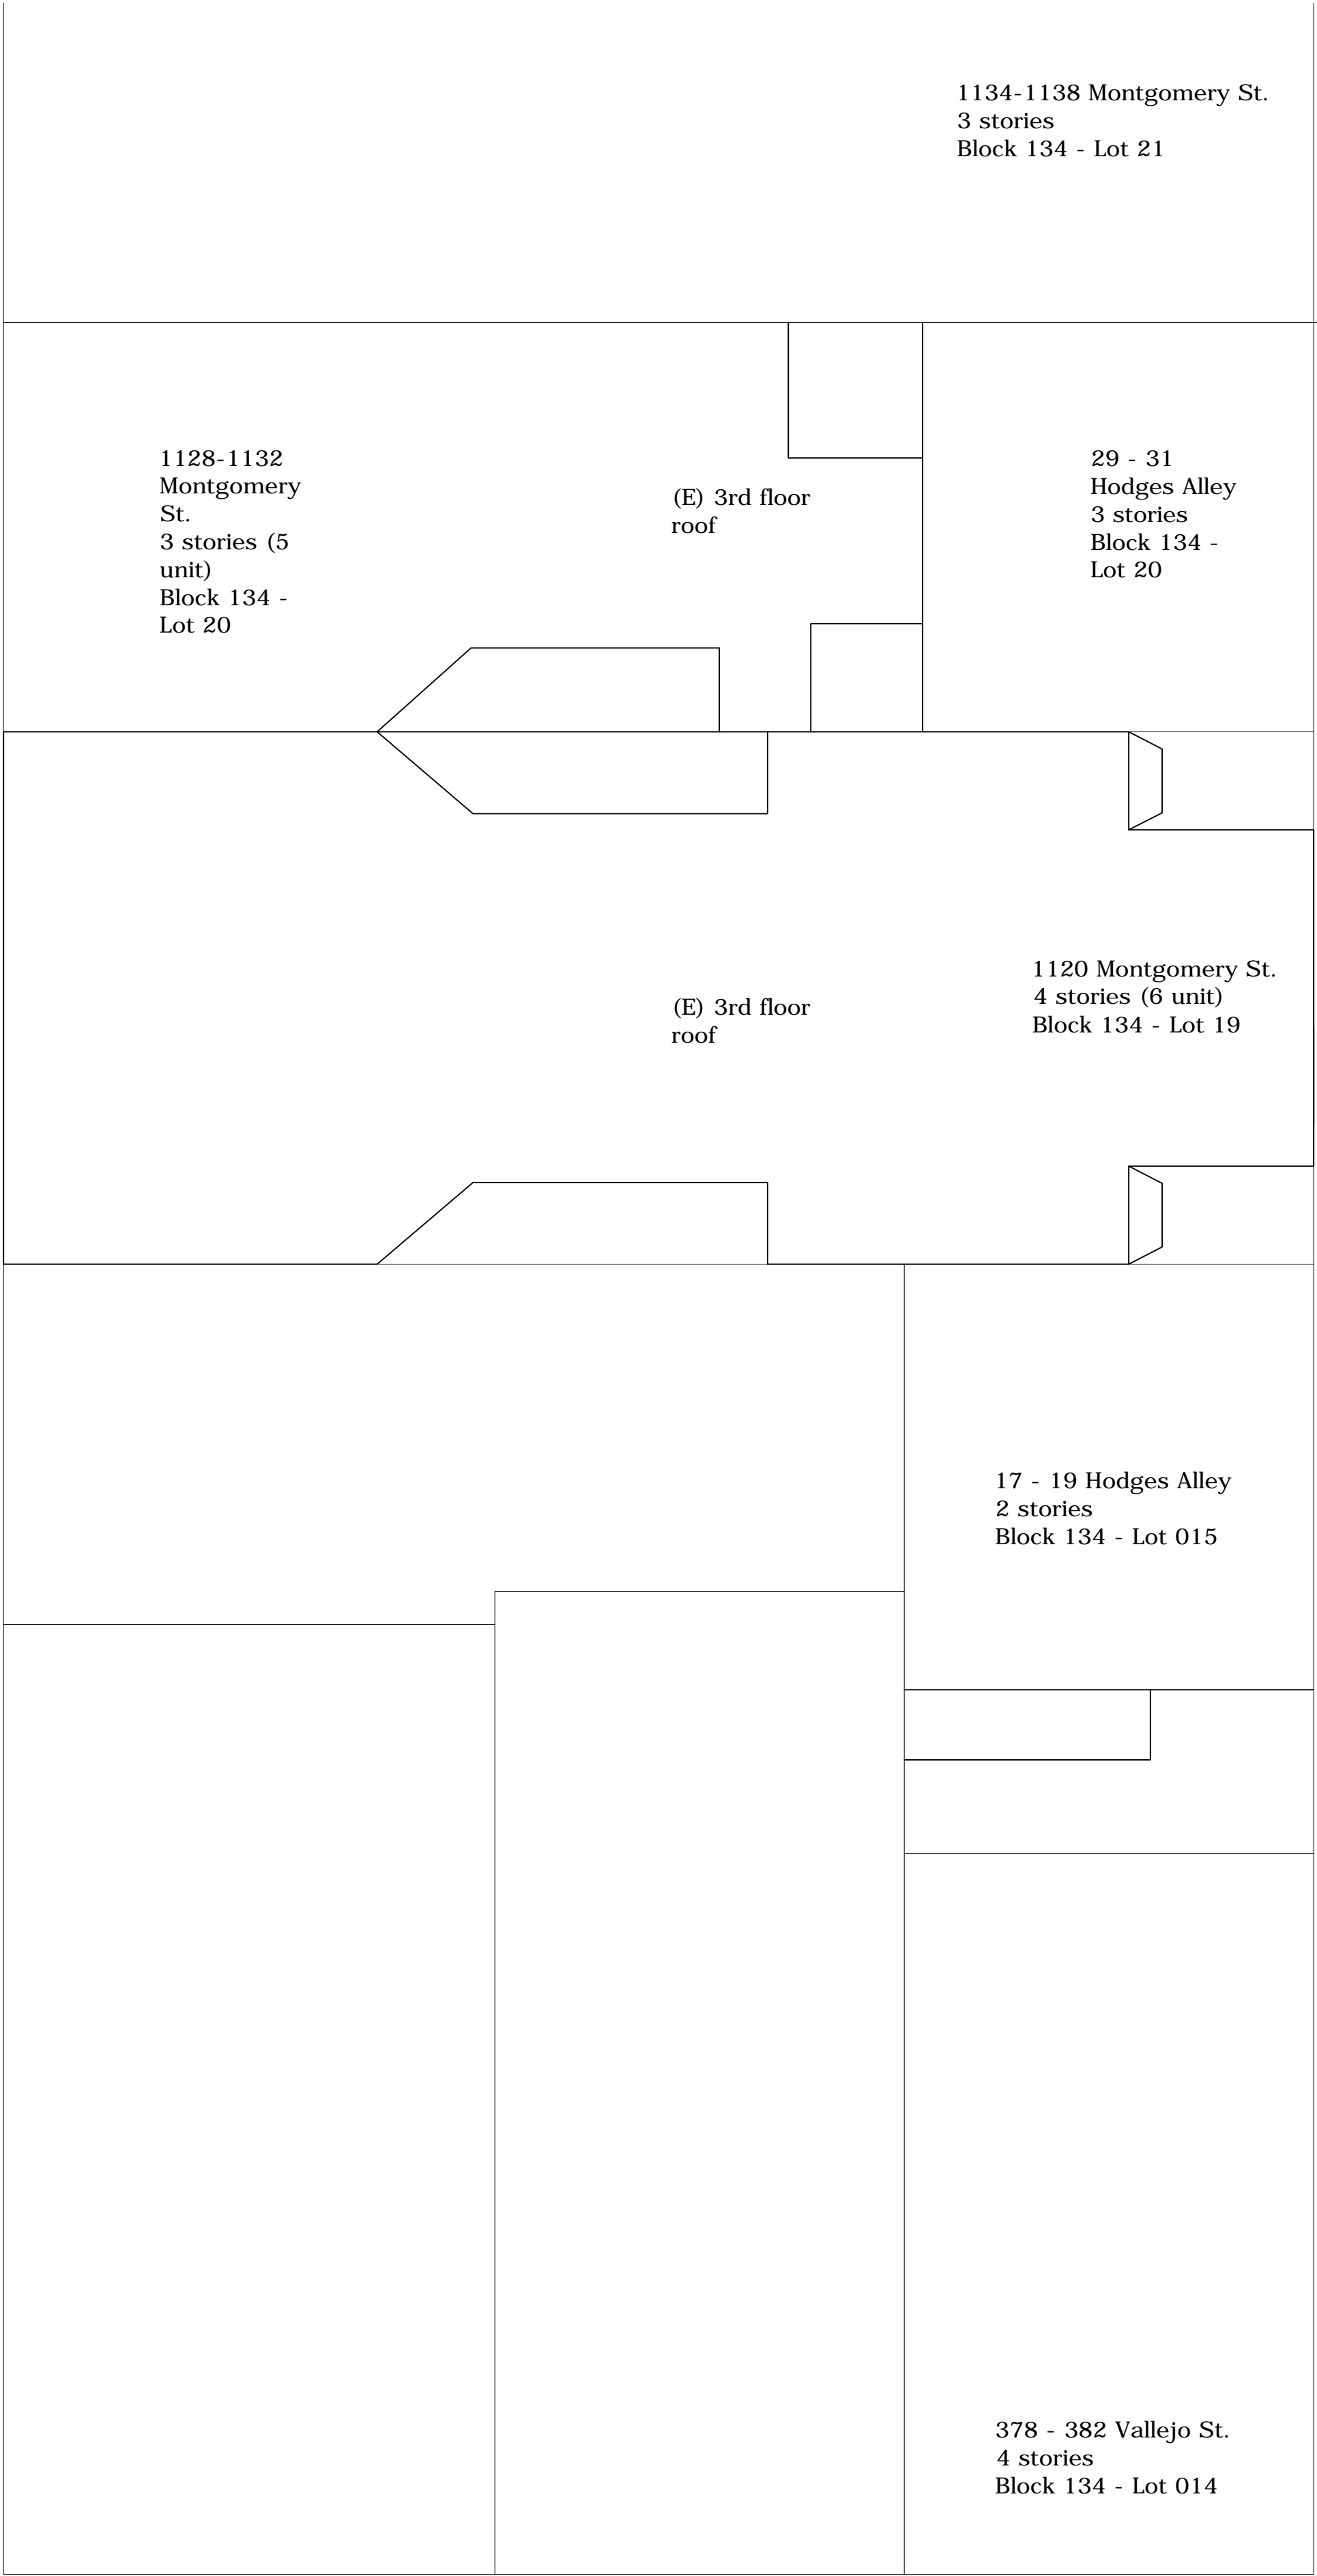 1134-1138 Montgomery St.
3 stories
Block 134 - Lot 21
1128-1132
Montgomery
St.
3 stories (5
unit)
Block 134 -
Lot 20
(E) 3rd floor
roof
29 - 31
Hodges Alley
3 stories
Block 134 -
Lot 20
(E) 3rd floor
roof
1120 Montgomery St.
4 stories (6 unit)
Block 134 - Lot 19
17 - 19 Hodges Alley
2 stories
Block 134 - Lot 015
378 - 382 Vallejo St.
4 stories
Block 134 - Lot 014